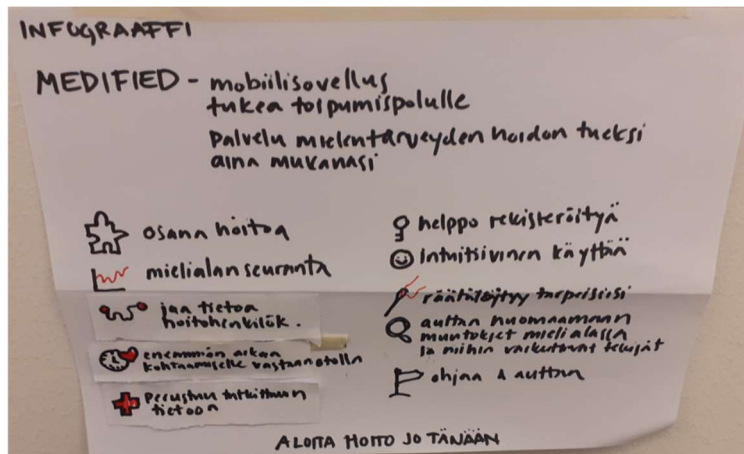 INFOGRAAFFI
MEDIFIED - mobiilisovellus
tukea toipumispolulle
Palvelu mielenterveyden hoidon tueksi
aina mukanasi
osana hoitoa
mielialan seuranta
jaa tietoa
hoitohenkilök.
enemmän aikaa
kohtaamiselle vastaanotolla
Perustuu tutkittuun
tietoon
helppo rekisteröityä
Intuitiivinen käyttää
räätälöityy tarpeisiisi
auttaa huomaamaan
muutokset mielialassa
ja niihin vaikuttavat tekijät
ohjaa & auttaa
ALOITA HOITO JO TÄNÄÄN